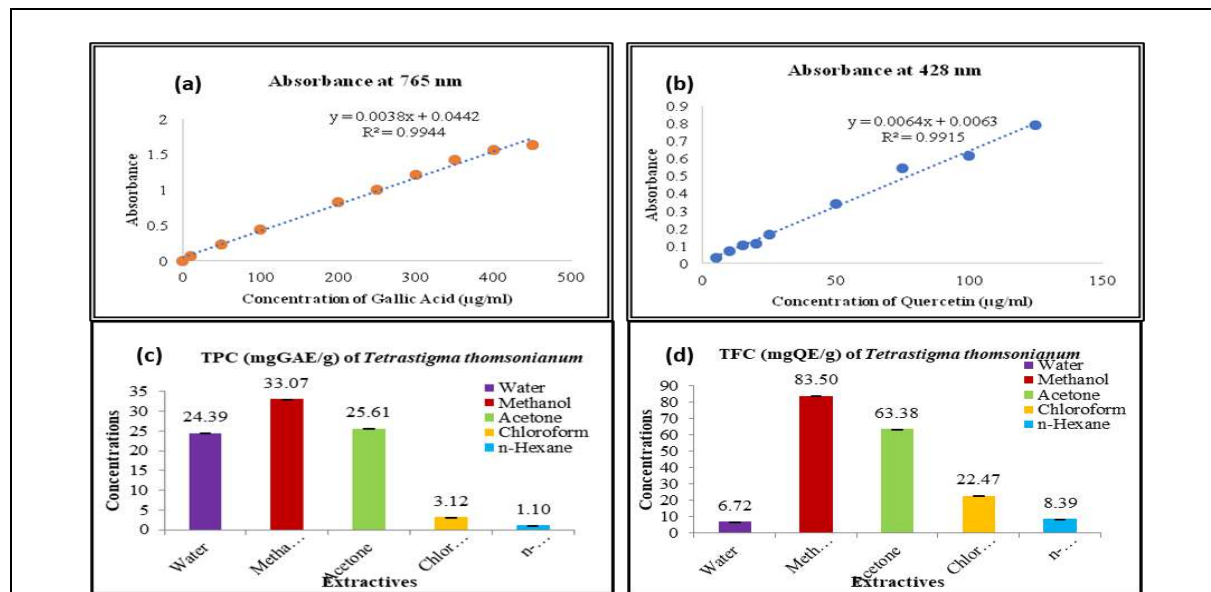 (a)
Absorbance at 765 nm
y = 0.0038x + 0.0442
R² = 0.9944
2
1.5
1
0.5
0
0 100 200 300 400 500
Absorbance
Concentration of Gallic Acid (µg/ml)
(b)
Absorbance at 428 nm
y = 0.0064x + 0.0063
R² = 0.9915
0.9
0.8
0.7
0.6
0.5
0.4
0.3
0.2
0.1
0
0 50 100 150
Absorbance
Concentration of Quercetin (µg/ml)
(c)
TPC (mgGAE/g) of Tetrastigma thomsonianum
Water
Methanol
Acetone
Chloroform
n-Hexane
35
30
25
20
15
10
5
0
24.39
33.07
25.61
3.12
1.10
Concentrations
Water Metha... Acetone Chlor... n-...
Extractives
(d)
TFC (mgQE/g) of Tetrastigma thomsonianum
Water
Methanol
Acetone
Chloroform
n-Hexane
90
80
70
60
50
40
30
20
10
0
6.72
83.50
63.38
22.47
8.39
Concentrations
Water Meth... Acetone Chlor... n-...
Extractives